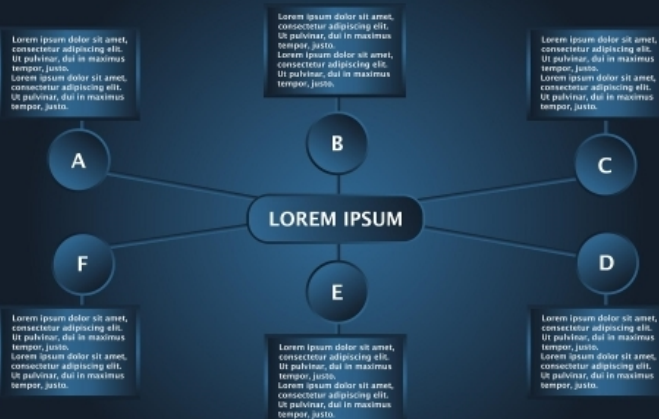 Lorem ipsum dolor sit amet,
consectetur adipiscing elit.
Ut pulvinar, dui in maximus
tempor, justo.
Lorem ipsum dolor sit amet,
consectetur adipiscing elit.
Ut pulvinar, dui in maximus
tempor, justo.
Lorem ipsum dolor sit amet,
consectetur adipiscing elit.
Ut pulvinar, dui in maximus
tempor, justo.
Lorem ipsum dolor sit amet,
consectetur adipiscing elit.
Ut pulvinar, dui in maximus
tempor, justo.
Lorem ipsum dolor sit amet,
consectetur adipiscing elit.
Ut pulvinar, dui in maximus
tempor, justo.
Lorem ipsum dolor sit amet,
consectetur adipiscing elit.
Ut pulvinar, dui in maximus
tempor, justo.
A
B
C
LOREM IPSUM
F
E
D
Lorem ipsum dolor sit amet,
consectetur adipiscing elit.
Ut pulvinar, dui in maximus
tempor, justo.
Lorem ipsum dolor sit amet,
consectetur adipiscing elit.
Ut pulvinar, dui in maximus
tempor, justo.
Lorem ipsum dolor sit amet,
consectetur adipiscing elit.
Ut pulvinar, dui in maximus
tempor, justo.
Lorem ipsum dolor sit amet,
consectetur adipiscing elit.
Ut pulvinar, dui in maximus
tempor, justo.
Lorem ipsum dolor sit amet,
consectetur adipiscing elit.
Ut pulvinar, dui in maximus
tempor, justo.
Lorem ipsum dolor sit amet,
consectetur adipiscing elit.
Ut pulvinar, dui in maximus
tempor, justo.